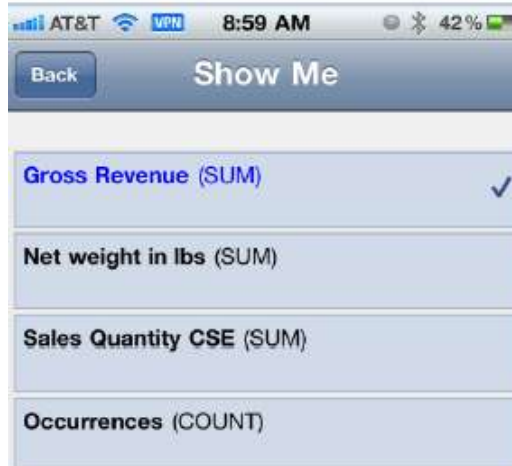 AT&T VPN 8:59 AM 42%
Back Show Me
Gross Revenue (SUM)
Net weight in lbs (SUM)
Sales Quantity CSE (SUM)
Occurrences (COUNT)